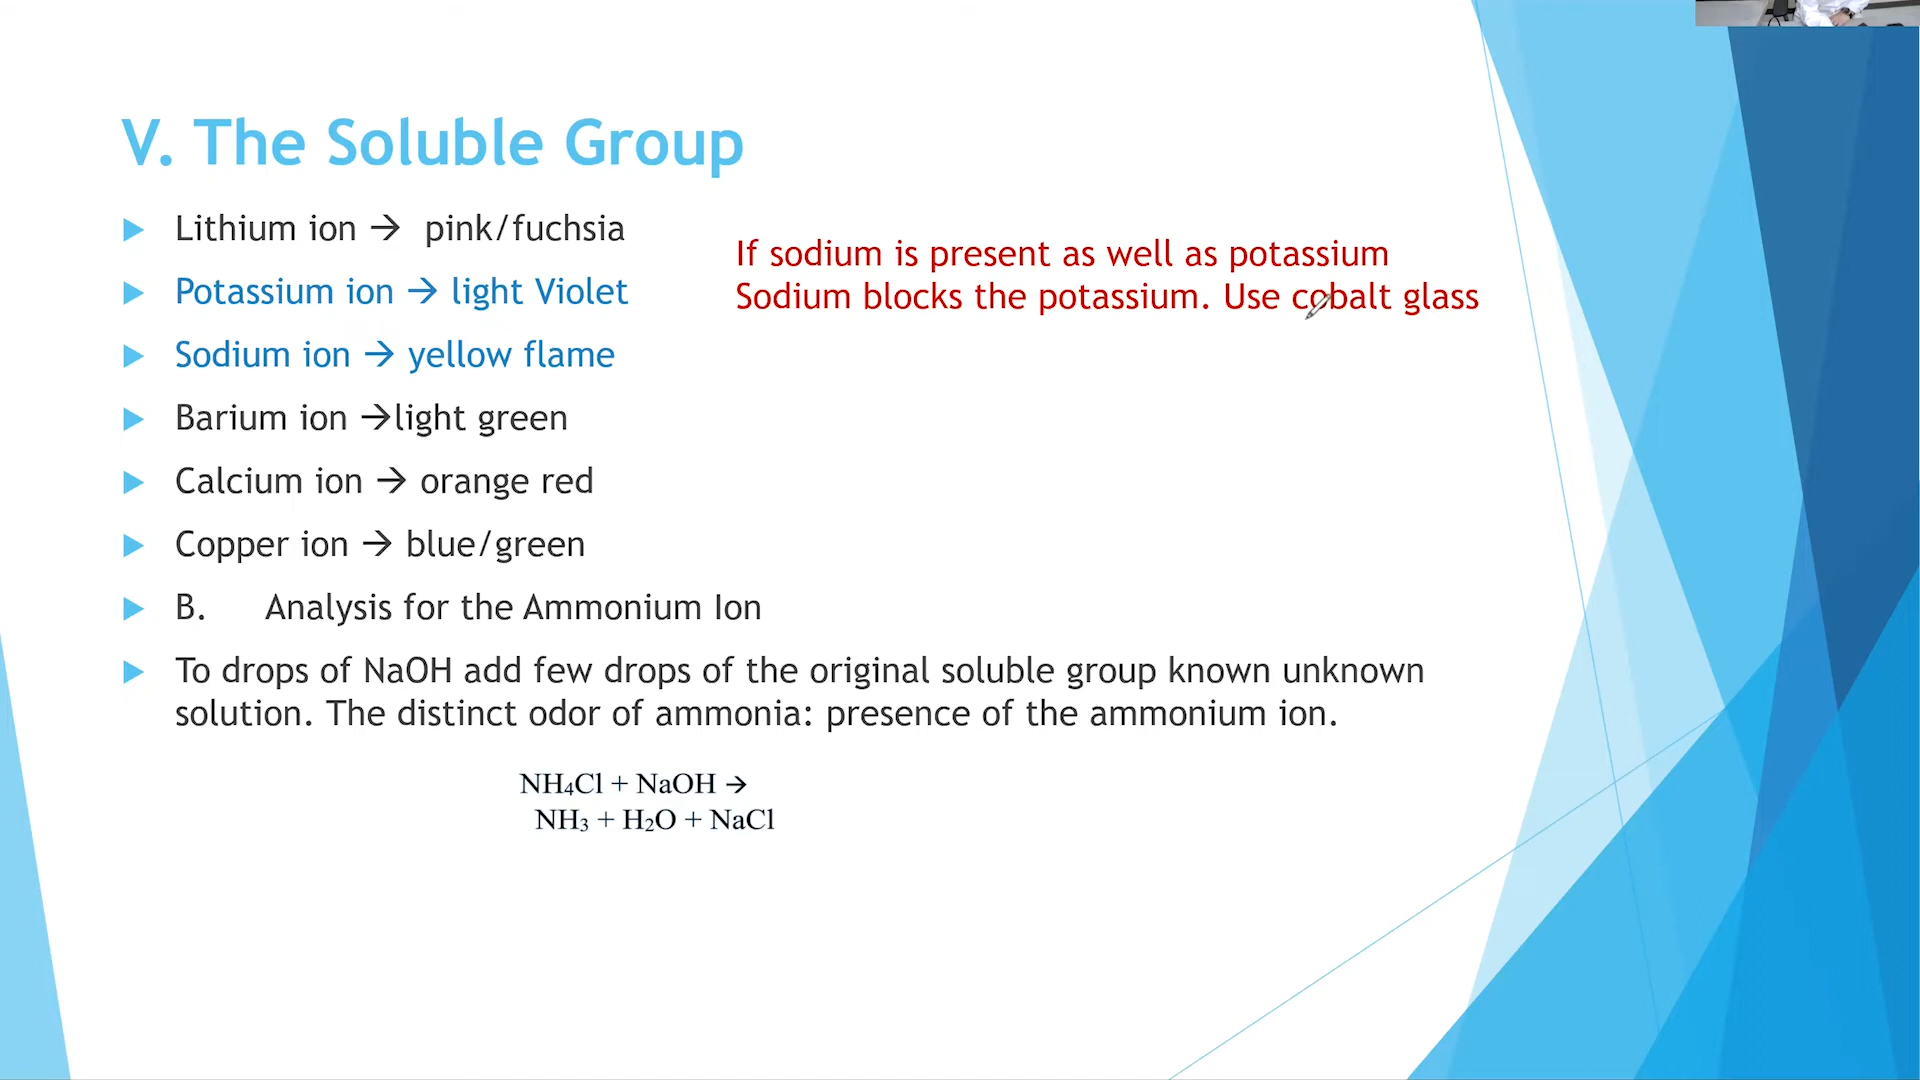 V. The Soluble Group
Lithium ion → pink/fuchsia
Potassium ion → light Violet
Sodium ion → yellow flame
Barium ion →light green
Calcium ion → orange red
Copper ion → blue/green
If sodium is present as well as potassium
Sodium blocks the potassium. Use cobalt glass
B. Analysis for the Ammonium Ion
To drops of NaOH add few drops of the original soluble group known unknown
solution. The distinct odor of ammonia: presence of the ammonium ion.
NH₄Cl + NaOH →
NH₃ + H₂O + NaCl